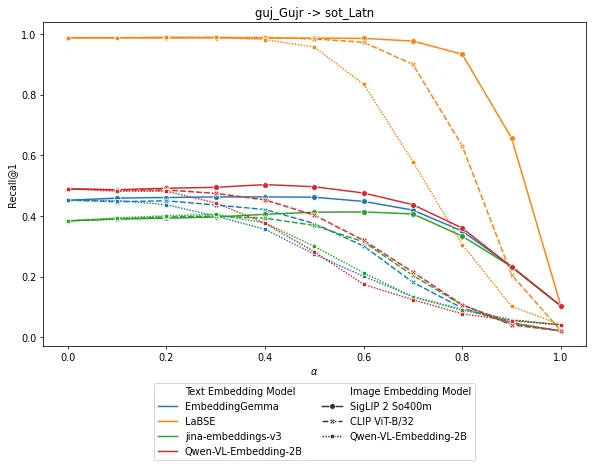 guj_Gujr -> sot_Latn
Recall@1
1.0
0.8
0.6
0.4
0.2
0.0
0.0 0.2 0.4 0.6 0.8 1.0
α
Text Embedding Model Image Embedding Model
EmbeddingGemma SigLIP 2 So400m
LaBSE CLIP ViT-B/32
jina-embeddings-v3 Qwen-VL-Embedding-2B
Qwen-VL-Embedding-2B